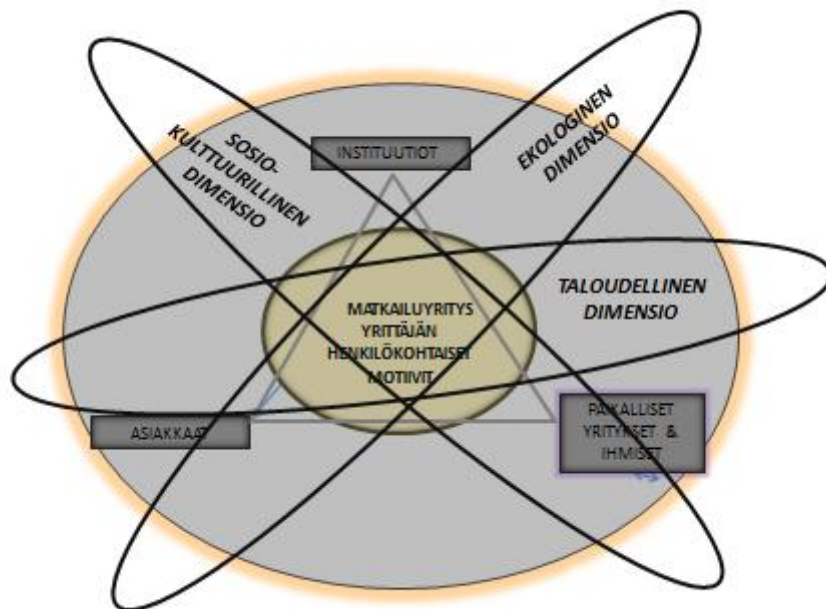 SOSIO-
KULTTUURILLINEN
DIMENSIO
INSTITUUTIOT
EKOLOGINEN
DIMENSIO
TALOUDELLINEN
DIMENSIO
MATKAILUYRITYS
YRITTÄJÄN
HENKILÖKOHTAISET
MOTIIVIT
ASIAKKAAT
PAIKALLISET
YRITYKSET &
IHMISET